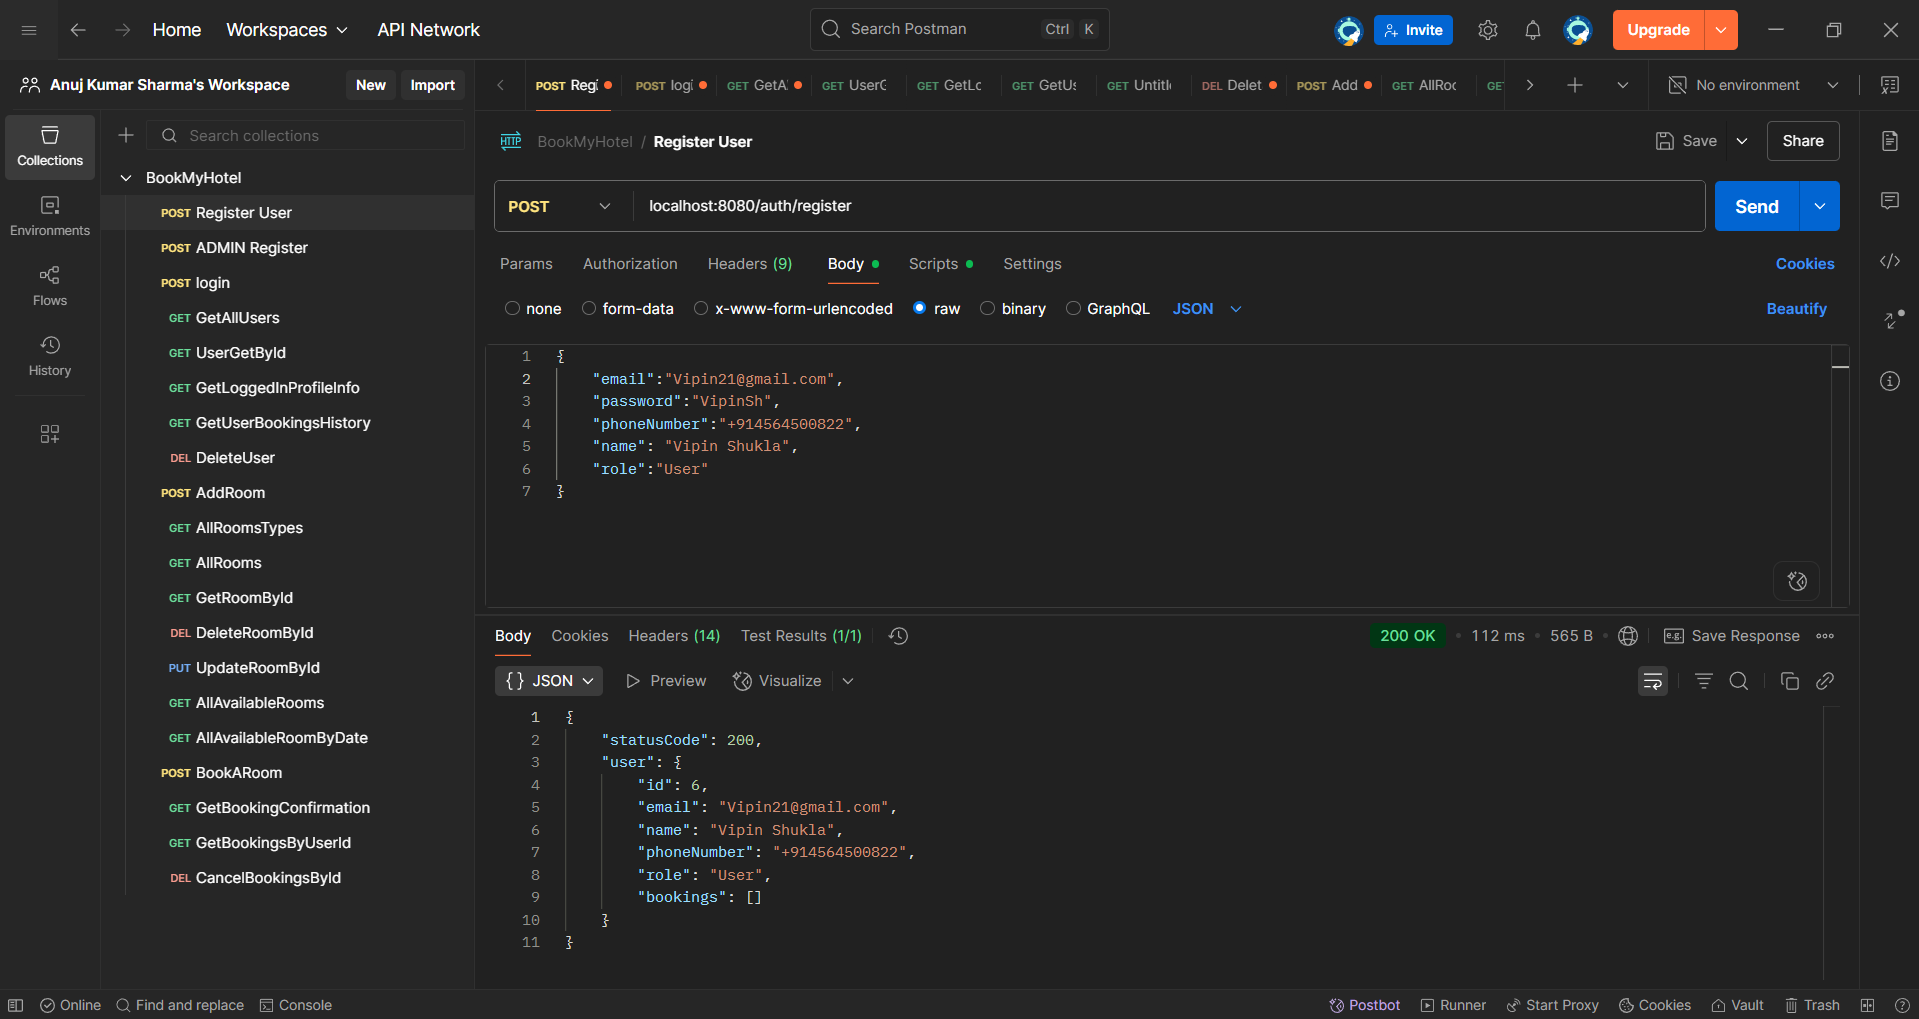 Home Workspaces API Network Search Postman Ctrl K Invite Upgrade
Anuj Kumar Sharma's Workspace New Import
POST Regi POST logi GET GetA UserG GET GetLo GET GetUs GET Untitl DEL Delet POST Add GET AllRoo GET No environment
Collections
Environments
Flows
History
Search collections
BookMyHotel
POST Register User
POST ADMIN Register
POST login
GET GetAllUsers
GET UserGetById
GET GetLoggedInProfileInfo
GET GetUserBookingsHistory
DEL DeleteUser
POST AddRoom
GET AllRoomsTypes
GET AllRooms
GET GetRoomById
DEL DeleteRoomById
PUT UpdateRoomById
GET AllAvailableRooms
GET AllAvailableRoomByDate
POST BookARoom
GET GetBookingConfirmation
GET GetBookingsByUserId
DEL CancelBookingsById
HTTP BookMyHotel / Register User Save Share
POST localhost:8080/auth/register Send
Params Authorization Headers (9) Body Scripts Settings Cookies
none form-data x-www-form-urlencoded raw binary GraphQL JSON Beautify
1 {
2 "email":"Vipin21@gmail.com",
3 "password":"VipinSh",
4 "phoneNumber":"+914564500822",
5 "name": "Vipin Shukla",
6 "role":"User"
7 }
Body Cookies Headers (14) Test Results (1/1) 200 OK • 112 ms • 565 B • e.g. Save Response
{} JSON Preview Visualize
1 {
2 "statusCode": 200,
3 "user": {
4 "id": 6,
5 "email": "Vipin21@gmail.com",
6 "name": "Vipin Shukla",
7 "phoneNumber": "+914564500822",
8 "role": "User",
9 "bookings": []
10 }
11 }
Online Find and replace Console Postbot Runner Start Proxy Cookies Vault Trash